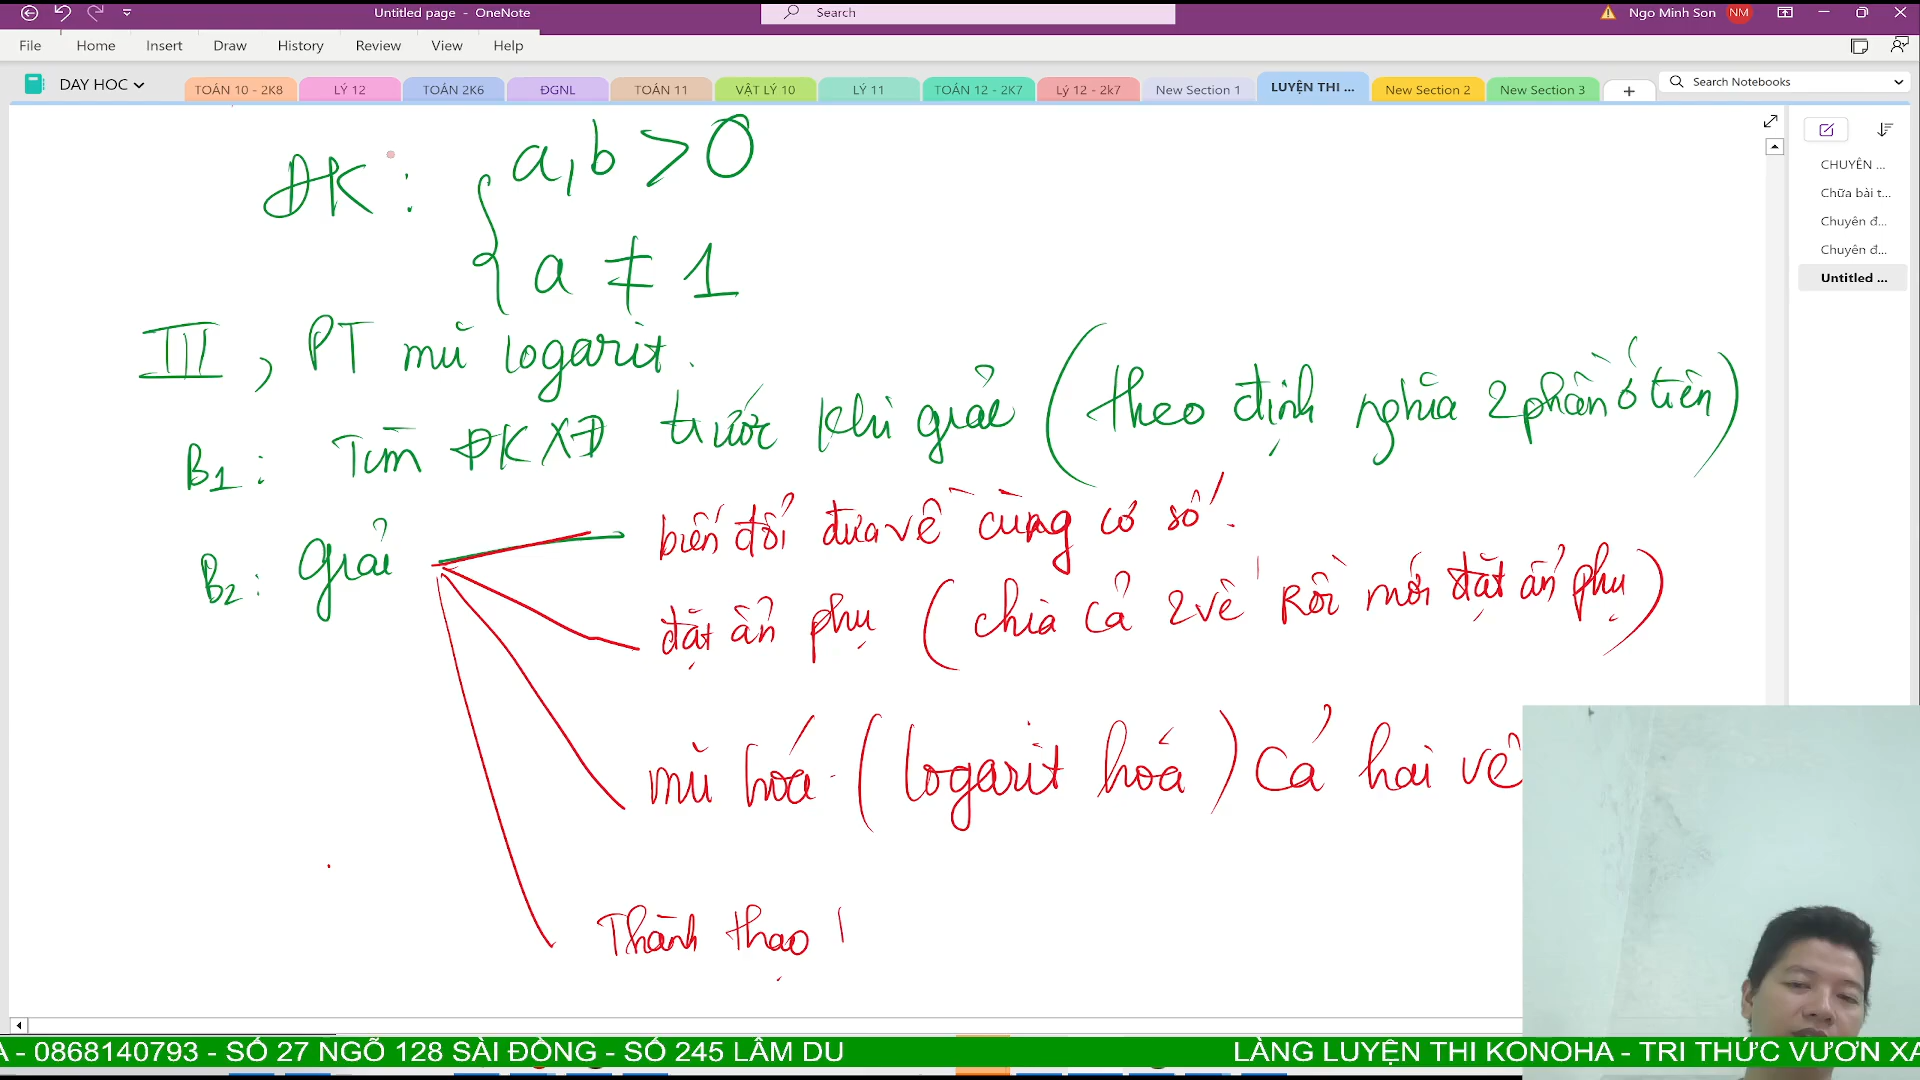 Untitled page - OneNote
Search
Ngo Minh Son NM
File Home Insert Draw History Review View Help
DAY HOC
TOÁN 10 - 2K8
LÝ 12
TOÁN 2K6
ĐGNL
TOÁN 11
VẬT LÝ 10
LÝ 11
TOÁN 12 - 2K7
Lý 12 - 2k7
New Section 1
LUYỆN THI ...
New Section 2
New Section 3
+
Search Notebooks
CHUYÊN ...
Chữa bài t...
Chuyên đ...
Chuyên đ...
Untitled ...
ĐK: { a, b > 0
a ≠ 1
III, PT mũ logarit.
B1: Tìm ĐKXĐ trước khi giải (theo định nghĩa 2 phần ở tiên)
B2: Giải
biến đổi đưa về cùng cơ số.
đặt ẩn phụ (chia cả 2 vế rồi mới đặt ẩn phụ)
mũ hóa (logarit hoá) cả hai vế
Thành thạo
A - 0868140793 - SỐ 27 NGÕ 128 SÀI ĐỒNG - SỐ 245 LÂM DU
LÀNG LUYỆN THI KONOHA - TRI THỨC VƯƠN XA